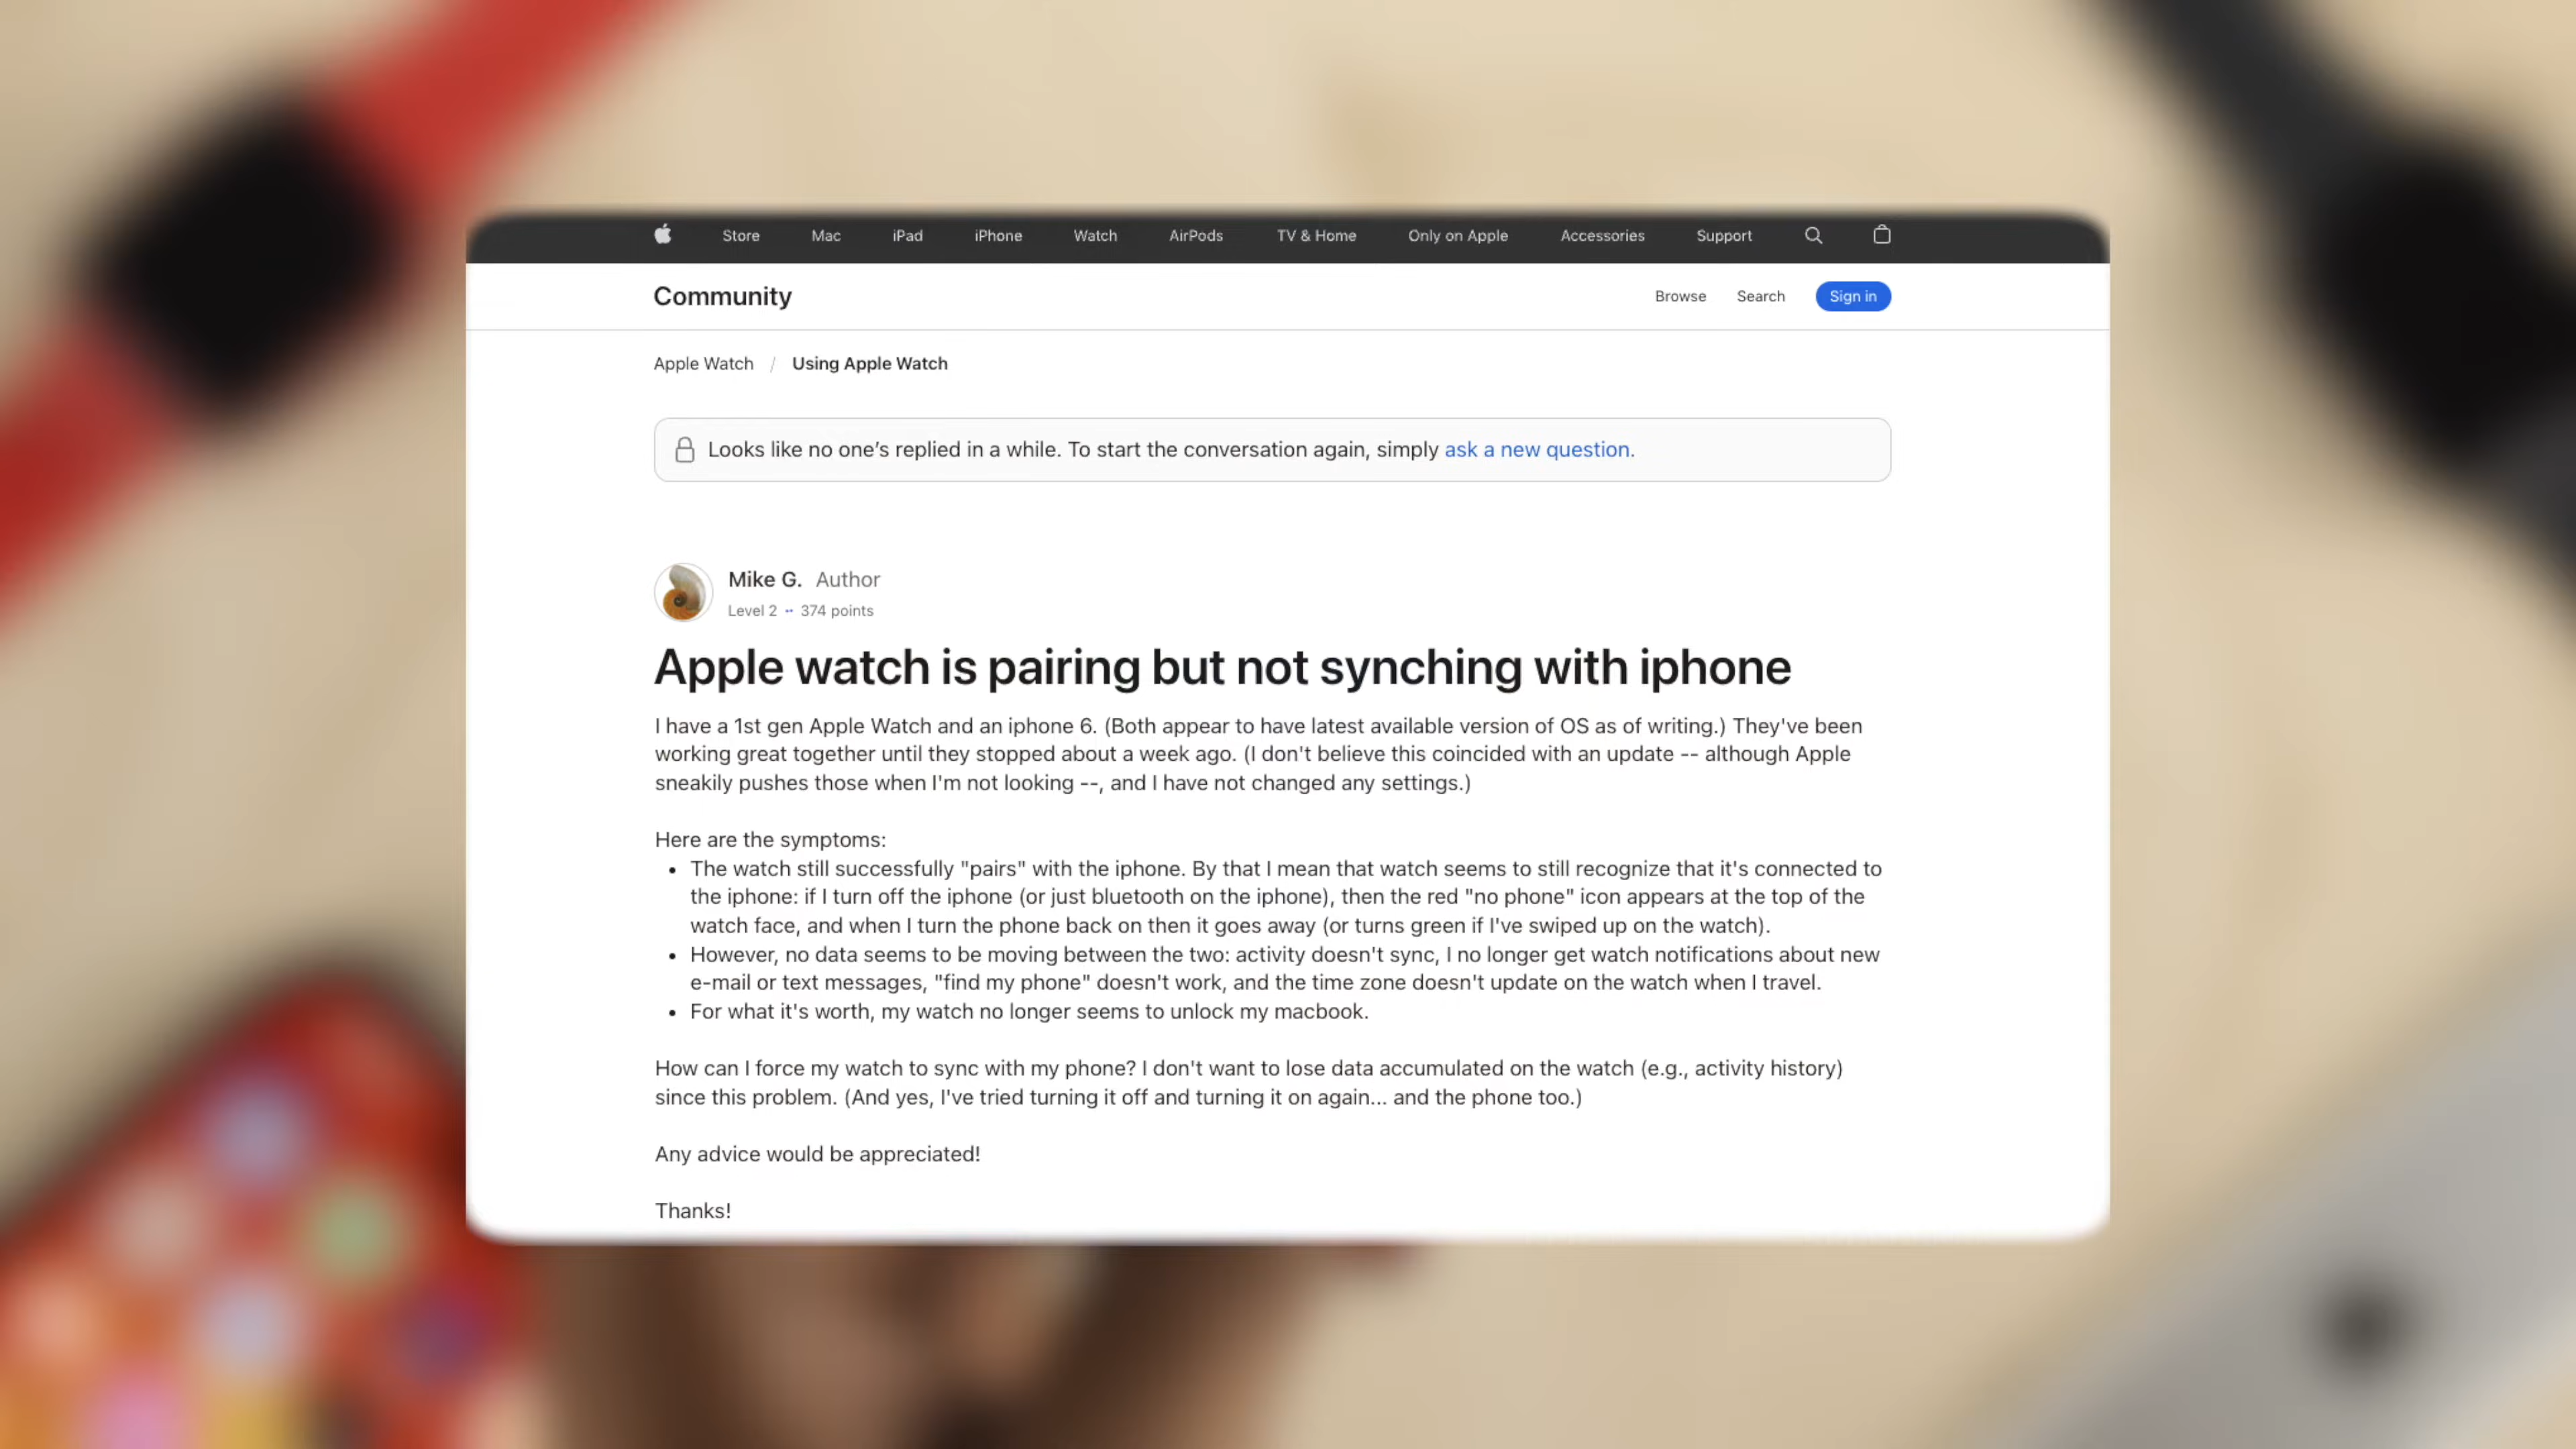 Store Mac iPad iPhone Watch AirPods TV & Home Only on Apple Accessories Support
Community Browse Search Sign in
Apple Watch / Using Apple Watch
Looks like no one’s replied in a while. To start the conversation again, simply ask a new question.
Mike G. Author
Level 2 •• 374 points
Apple watch is pairing but not synching with iphone
I have a 1st gen Apple Watch and an iphone 6. (Both appear to have latest available version of OS as of writing.) They've been
working great together until they stopped about a week ago. (I don't believe this coincided with an update -- although Apple
sneakily pushes those when I'm not looking --, and I have not changed any settings.)
Here are the symptoms:
• The watch still successfully "pairs" with the iphone. By that I mean that watch seems to still recognize that it's connected to
the iphone: if I turn off the iphone (or just bluetooth on the iphone), then the red "no phone" icon appears at the top of the
watch face, and when I turn the phone back on then it goes away (or turns green if I've swiped up on the watch).
• However, no data seems to be moving between the two: activity doesn't sync, I no longer get watch notifications about new
e-mail or text messages, "find my phone" doesn't work, and the time zone doesn't update on the watch when I travel.
• For what it's worth, my watch no longer seems to unlock my macbook.
How can I force my watch to sync with my phone? I don't want to lose data accumulated on the watch (e.g., activity history)
since this problem. (And yes, I've tried turning it off and turning it on again... and the phone too.)
Any advice would be appreciated!
Thanks!